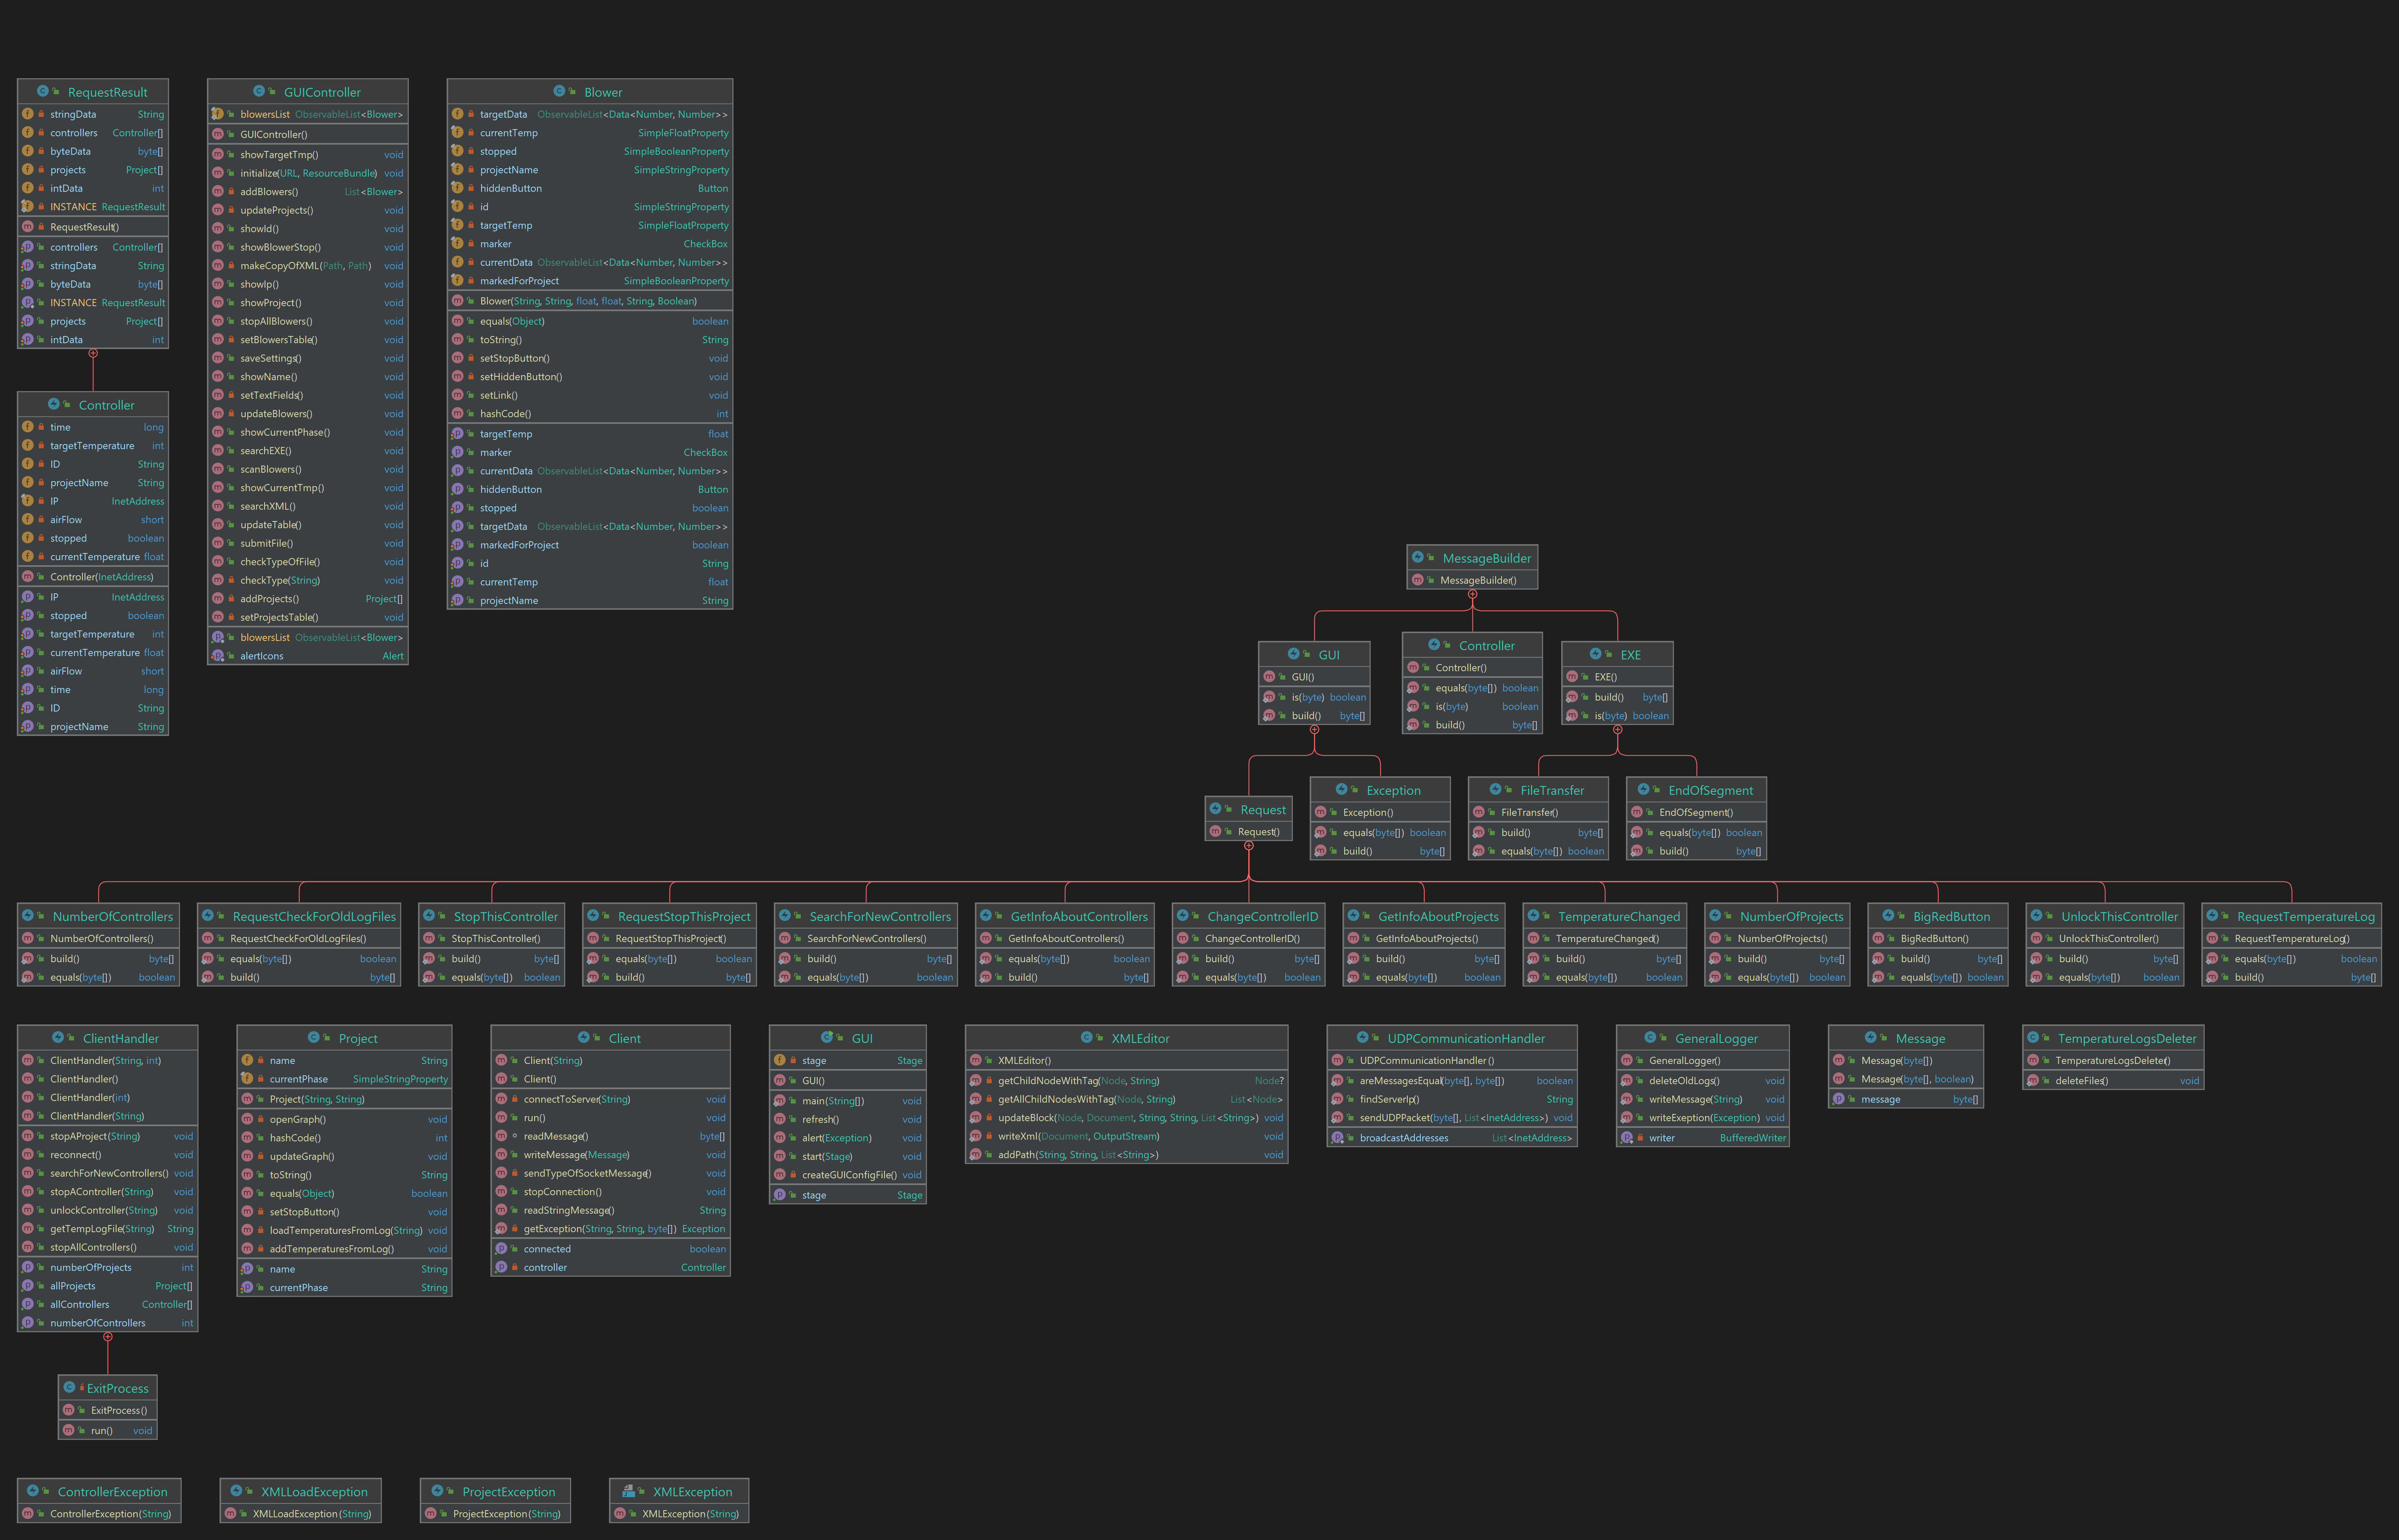 RequestResult
stringData String
controllers Controller[]
byteData byte[]
projects Project[]
intData int
INSTANCE RequestResult
RequestResult()
controllers Controller[]
stringData String
byteData byte[]
INSTANCE RequestResult
projects Project[]
intData int
Controller
time long
targetTemperature int
ID String
projectName String
IP InetAddress
airFlow short
stopped boolean
currentTemperature float
Controller(InetAddress)
IP InetAddress
stopped boolean
targetTemperature int
currentTemperature float
airFlow short
time long
ID String
projectName String
GUIController
blowersList ObservableList<Blower>
GUIController()
showTargetTmp() void
initialize(URL, ResourceBundle) void
addBlowers() List<Blower>
updateProjects() void
showId() void
showBlowerStop() void
makeCopyOfXML(Path, Path) void
showIp() void
showProject() void
stopAllBlowers() void
setBlowersTable() void
saveSettings() void
showName() void
setTextFields() void
updateBlowers() void
showCurrentPhase() void
searchEXE() void
scanBlowers() void
showCurrentTmp() void
searchXML() void
updateTable() void
submitFile() void
checkTypeOfFile() void
checkType(String) void
addProjects() Project[]
setProjectsTable() void
blowersList ObservableList<Blower>
alertIcons Alert
Blower
targetData ObservableList<Data<Number, Number>>
currentTemp SimpleFloatProperty
stopped SimpleBooleanProperty
projectName SimpleStringProperty
hiddenButton Button
id SimpleStringProperty
targetTemp SimpleFloatProperty
marker CheckBox
currentData ObservableList<Data<Number, Number>>
markedForProject SimpleBooleanProperty
Blower(String, String, float, float, String, Boolean)
equals(Object) boolean
toString() String
setStopButton() void
setHiddenButton() void
setLink() void
hashCode() int
targetTemp float
marker CheckBox
currentData ObservableList<Data<Number, Number>>
hiddenButton Button
stopped boolean
targetData ObservableList<Data<Number, Number>>
markedForProject boolean
id String
currentTemp float
projectName String
MessageBuilder
MessageBuilder()
GUI
GUI()
is(byte) boolean
build() byte[]
Controller
Controller()
equals(byte[]) boolean
is(byte) boolean
build() byte[]
EXE
EXE()
build() byte[]
is(byte) boolean
Request
Request()
Exception
Exception()
equals(byte[]) boolean
build() byte[]
FileTransfer
FileTransfer()
build() byte[]
equals(byte[]) boolean
EndOfSegment
EndOfSegment()
equals(byte[]) boolean
build() byte[]
NumberOfControllers
NumberOfControllers()
build() byte[]
equals(byte[]) boolean
RequestCheckForOldLogFiles
RequestCheckForOldLogFiles()
equals(byte[]) boolean
build() byte[]
StopThisController
StopThisController()
build() byte[]
equals(byte[]) boolean
RequestStopThisProject
RequestStopThisProject()
equals(byte[]) boolean
build() byte[]
SearchForNewControllers
SearchForNewControllers()
build() byte[]
equals(byte[]) boolean
GetInfoAboutControllers
GetInfoAboutControllers()
equals(byte[]) boolean
build() byte[]
ChangeControllerID
ChangeControllerID()
build() byte[]
equals(byte[]) boolean
GetInfoAboutProjects
GetInfoAboutProjects()
build() byte[]
equals(byte[]) boolean
TemperatureChanged
TemperatureChanged()
build() byte[]
equals(byte[]) boolean
NumberOfProjects
NumberOfProjects()
build() byte[]
equals(byte[]) boolean
BigRedButton
BigRedButton()
build() byte[]
equals(byte[]) boolean
UnlockThisController
UnlockThisController()
build() byte[]
equals(byte[]) boolean
RequestTemperatureLog
RequestTemperatureLog()
equals(byte[]) boolean
build() byte[]
ClientHandler
ClientHandler(String, int)
ClientHandler()
ClientHandler(int)
ClientHandler(String)
stopAProject(String) void
reconnect() void
searchForNewControllers() void
stopAController(String) void
unlockController(String) void
getTempLogFile(String) String
stopAllControllers() void
numberOfProjects int
allProjects Project[]
allControllers Controller[]
numberOfControllers int
ExitProcess
ExitProcess()
run() void
Project
name String
currentPhase SimpleStringProperty
Project(String, String)
openGraph() void
hashCode() int
updateGraph() void
toString() String
equals(Object) boolean
setStopButton() void
loadTemperaturesFromLog(String) void
addTemperaturesFromLog() void
name String
currentPhase String
Client
Client(String)
Client()
connectToServer(String) void
run() void
readMessage() byte[]
writeMessage(Message) void
sendTypeOfSocketMessage() void
stopConnection() void
readStringMessage() String
getException(String, String, byte[]) Exception
connected boolean
controller Controller
GUI
stage Stage
GUI()
main(String[]) void
refresh() void
alert(Exception) void
start(Stage) void
createGUIConfigFile() void
stage Stage
XMLEditor
XMLEditor()
getChildNodeWithTag(Node, String) Node?
getAllChildNodesWithTag(Node, String) List<Node>
updateBlock(Node, Document, String, String, List<String>) void
writeXml(Document, OutputStream) void
addPath(String, String, List<String>) void
UDPCommunicationHandler
UDPCommunicationHandler()
areMessagesEqual(byte[], byte[]) boolean
findServerIp() String
sendUDPPacket(byte[], List<InetAddress>) void
broadcastAddresses List<InetAddress>
GeneralLogger
GeneralLogger()
deleteOldLogs() void
writeMessage(String) void
writeExeption(Exception) void
writer BufferedWriter
Message
Message(byte[])
Message(byte[], boolean)
message byte[]
TemperatureLogsDeleter
TemperatureLogsDeleter()
deleteFiles() void
ControllerException
ControllerException(String)
XMLLoadException
XMLLoadException(String)
ProjectException
ProjectException(String)
XMLException
XMLException(String)